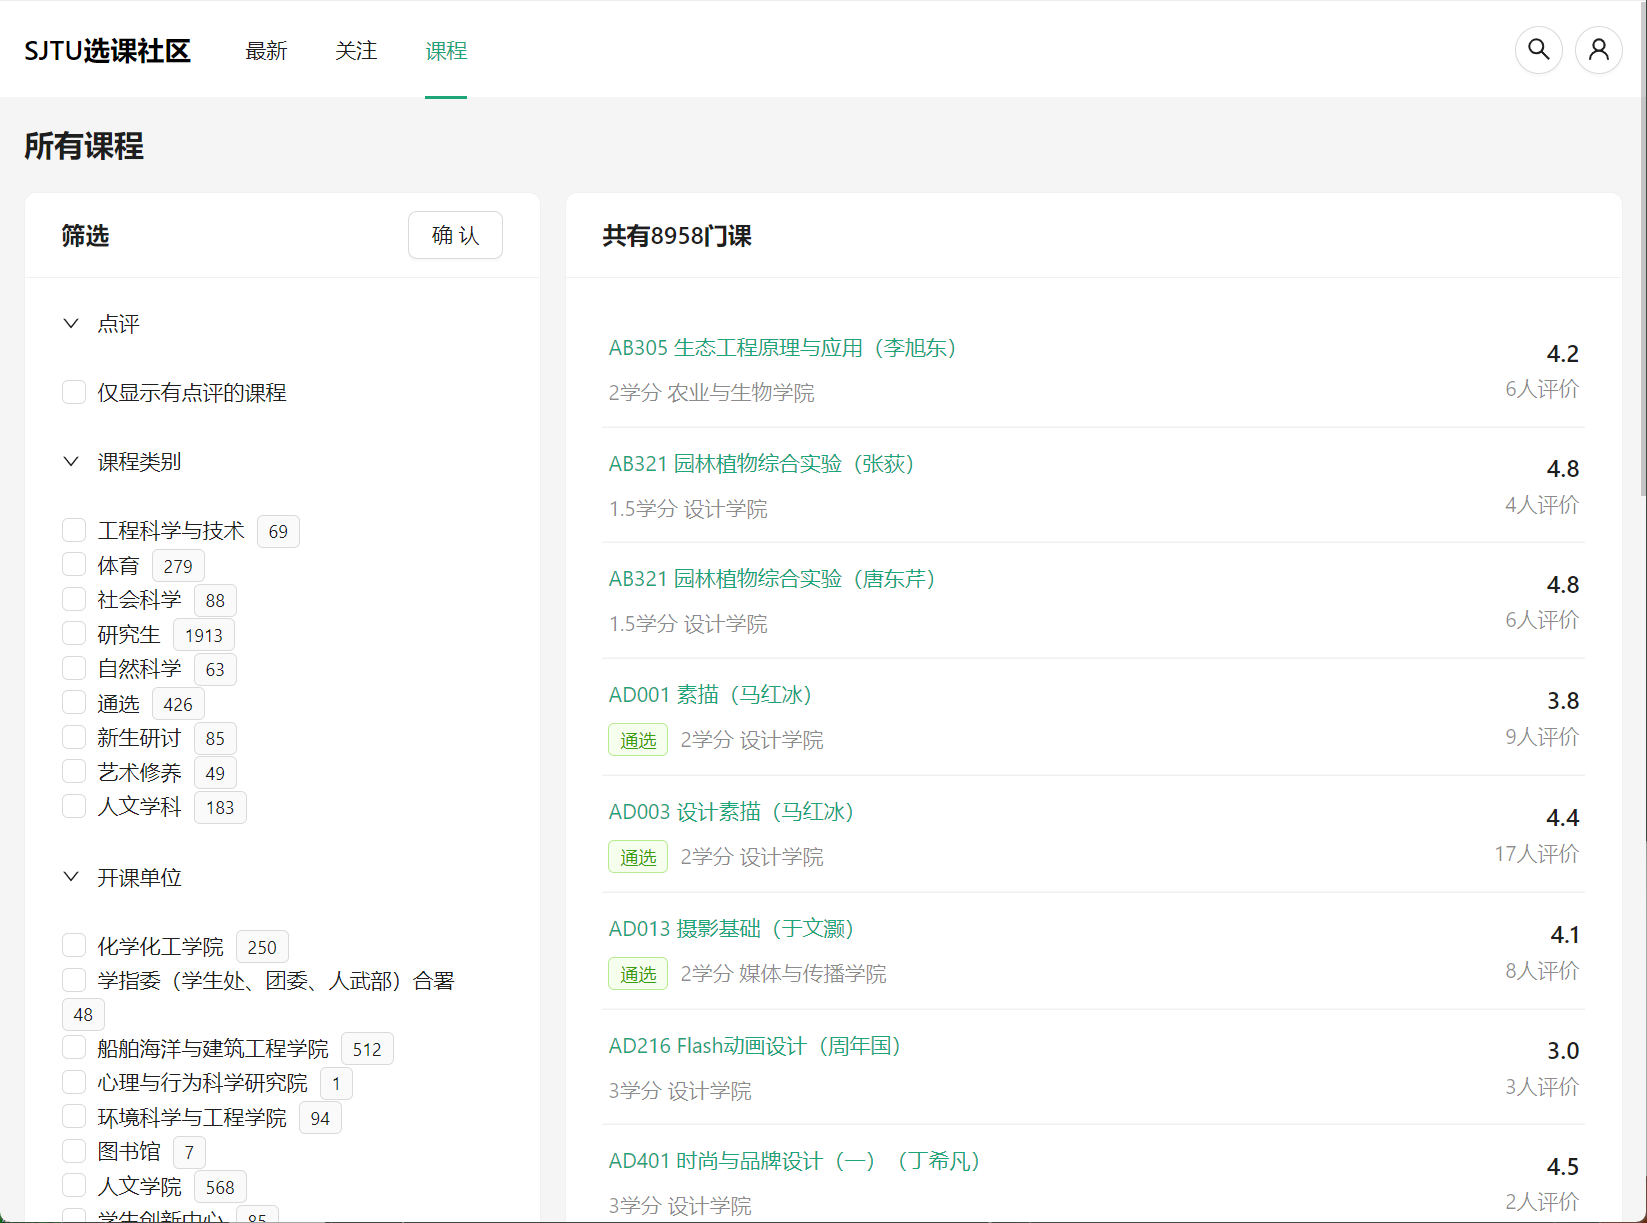 SJTU选课社区 最新 关注 课程
所有课程
筛选 确 认
点评
仅显示有点评的课程
课程类别
工程科学与技术 69
体育 279
社会科学 88
研究生 1913
自然科学 63
通选 426
新生研讨 85
艺术修养 49
人文学科 183
开课单位
化学化工学院 250
学指委（学生处、团委、人武部）合署
48
船舶海洋与建筑工程学院 512
心理与行为科学研究院 1
环境科学与工程学院 94
图书馆 7
人文学院 568
学生创新中心 85
共有8958门课
AB305 生态工程原理与应用（李旭东）
4.2
2学分 农业与生物学院
6人评价
AB321 园林植物综合实验（张荻）
4.8
1.5学分 设计学院
4人评价
AB321 园林植物综合实验（唐东芹）
4.8
1.5学分 设计学院
6人评价
AD001 素描（马红冰）
3.8
通选 2学分 设计学院
9人评价
AD003 设计素描（马红冰）
4.4
通选 2学分 设计学院
17人评价
AD013 摄影基础（于文灏）
4.1
通选 2学分 媒体与传播学院
8人评价
AD216 Flash动画设计（周年国）
3.0
3学分 设计学院
3人评价
AD401 时尚与品牌设计（一）（丁希凡）
4.5
3学分 设计学院
2人评价